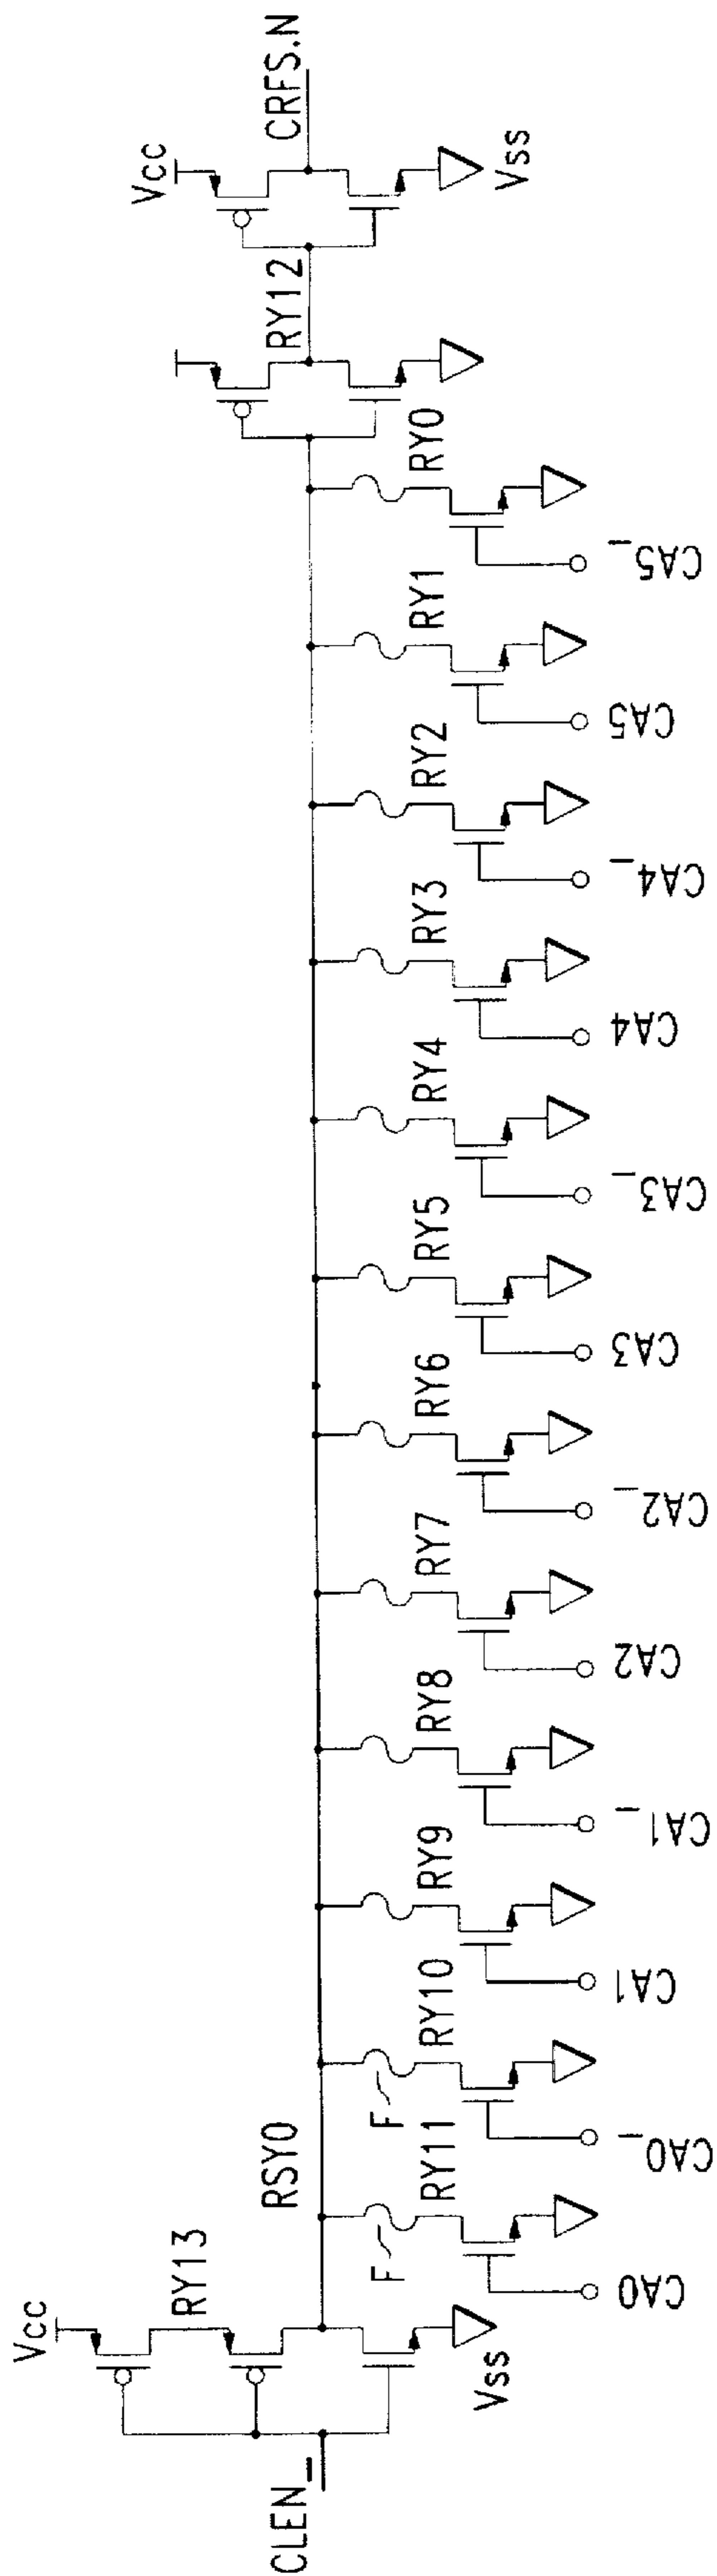 CLEN_
Vcc
RY13
Vss
RSY0
F
RY11
CA0
F
RY10
CA0_
RY9
CA1
RY8
CA1_
RY7
CA2
RY6
CA2_
RY5
CA3
RY4
CA3_
RY3
CA4
RY2
CA4_
RY1
CA5
RY0
CA5_
RY12
Vcc
CRFS.N
Vss